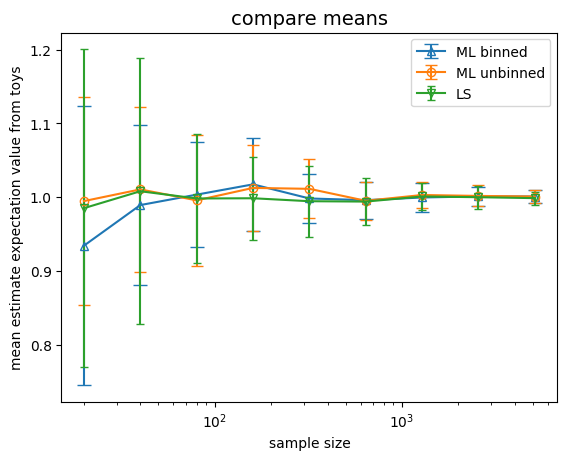 compare means
1.2
1.1
1.0
0.9
0.8
mean estimate expectation value from toys
ML binned
ML unbinned
LS
10²
10³
sample size